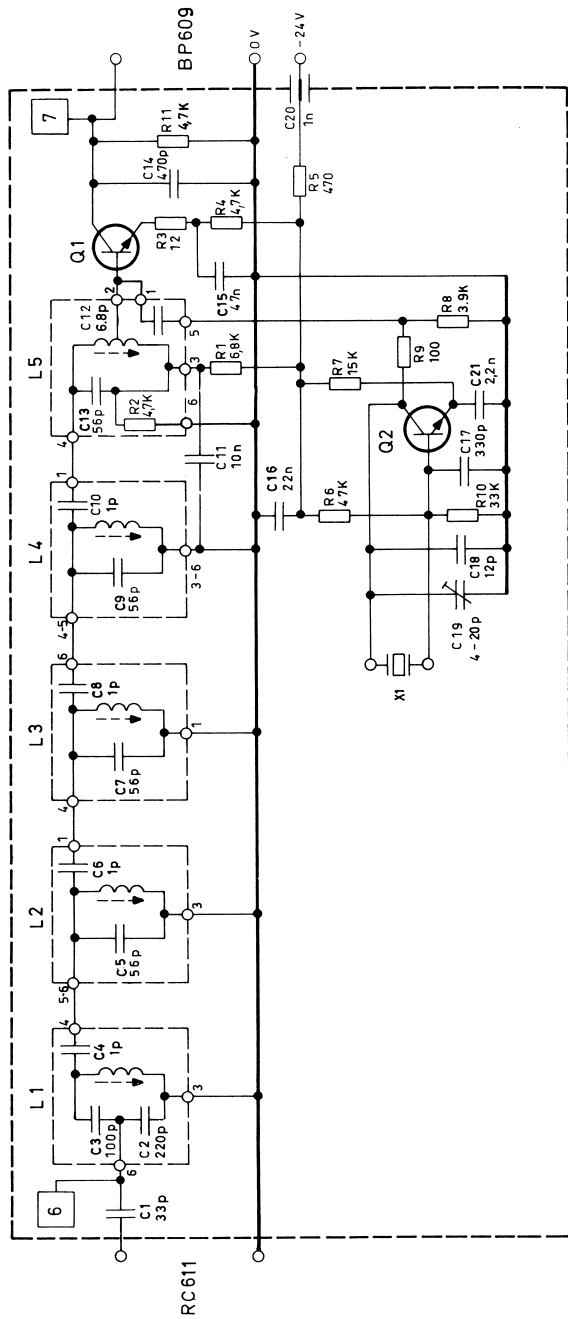 RC611
6
C1
33p
L1
6
C3
100p
C2
220p
C4
1p
4
3
L2
5-6
C5
56p
C6
1p
1
3
L3
4
C7
56p
C8
1p
6
1
L4
4-5
C9
56p
C10
1p
1
3-6
L5
4
C13
56p
R2
4,7K
C12
6.8p
2
1
5
3
6
C11
10n
R1
6,8K
Q1
R3
12
R4
4,7K
C15
47n
C14
470p
R11
4,7K
7
BP609
0V
-24V
C20
1n
R5
470
C16
22n
R6
47K
R7
15K
Q2
R9
100
R8
3.9K
C21
2,2n
C17
330p
R10
33K
C18
12p
C19
4-20p
X1